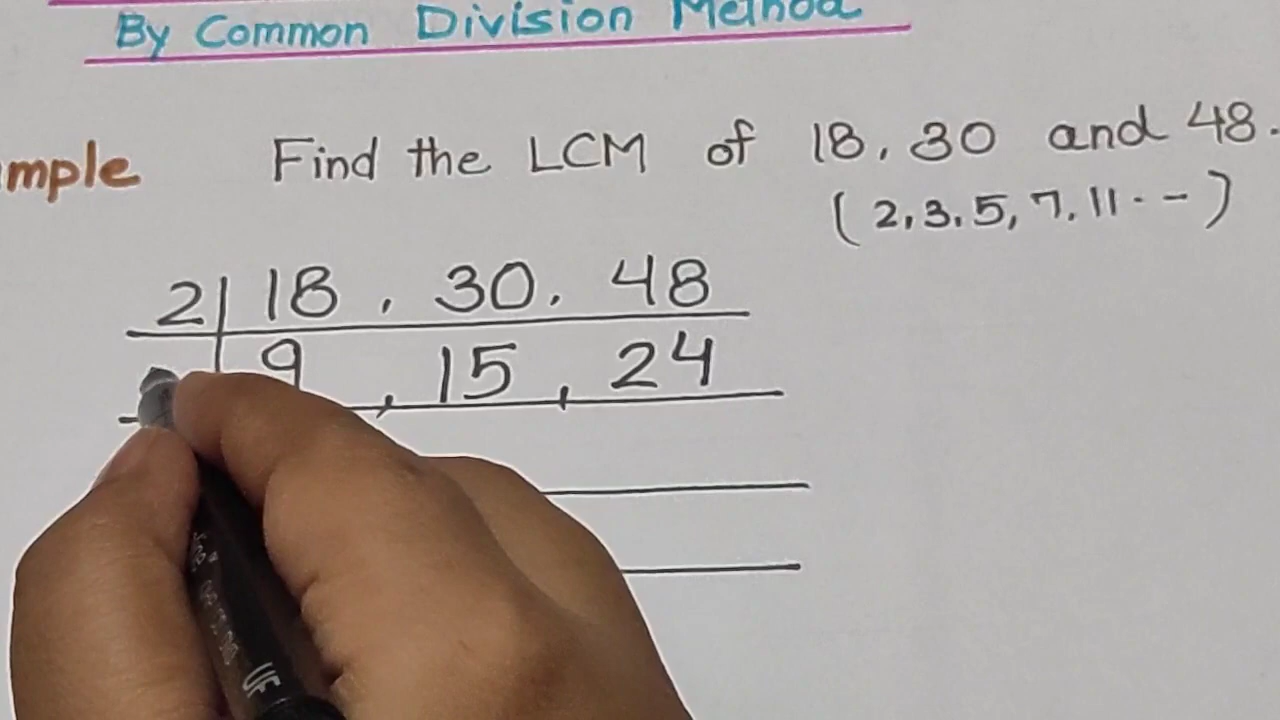 By Common Division Method
mple Find the LCM of 18, 30 and 48.
(2, 3, 5, 7, 11 · -)
2 | 18 , 30, 48
9 , 15 , 24
UF